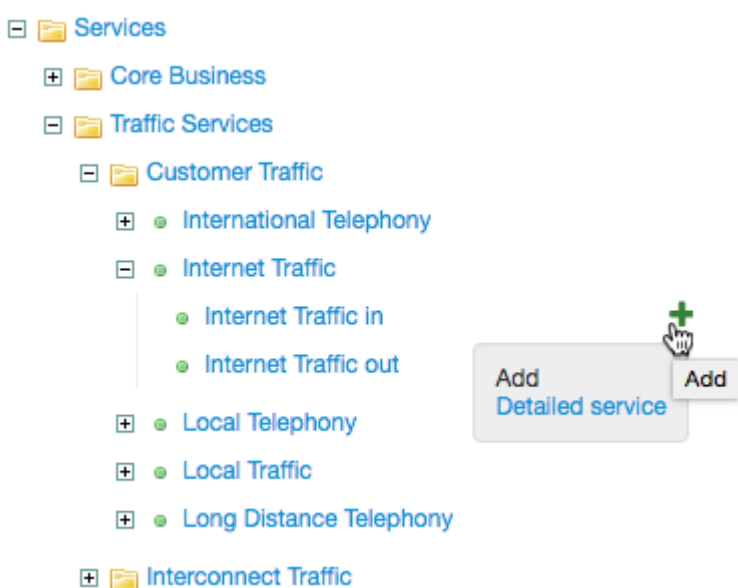 Services
Core Business
Traffic Services
Customer Traffic
International Telephony
Internet Traffic
Internet Traffic in
Internet Traffic out
Add
Detailed service
Add
Local Telephony
Local Traffic
Long Distance Telephony
Interconnect Traffic